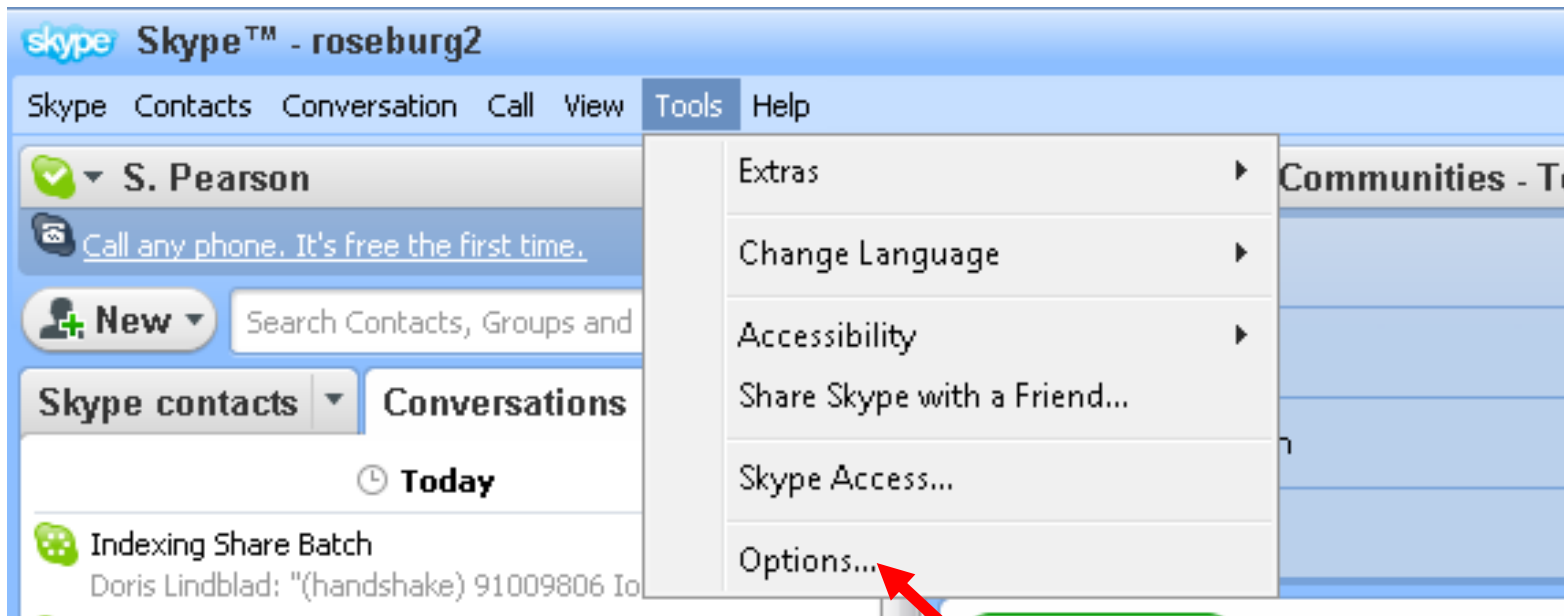 skype Skype™ - roseburg2
Skype Contacts Conversation Call View Tools Help
S. Pearson
Call any phone. It's free the first time.
New Search Contacts, Groups and
Skype contacts Conversations
Today
Indexing Share Batch
Doris Lindblad: "(handshake) 91009806 Io
Extras
Change Language
Accessibility
Share Skype with a Friend...
Skype Access...
Options...
Communities - T